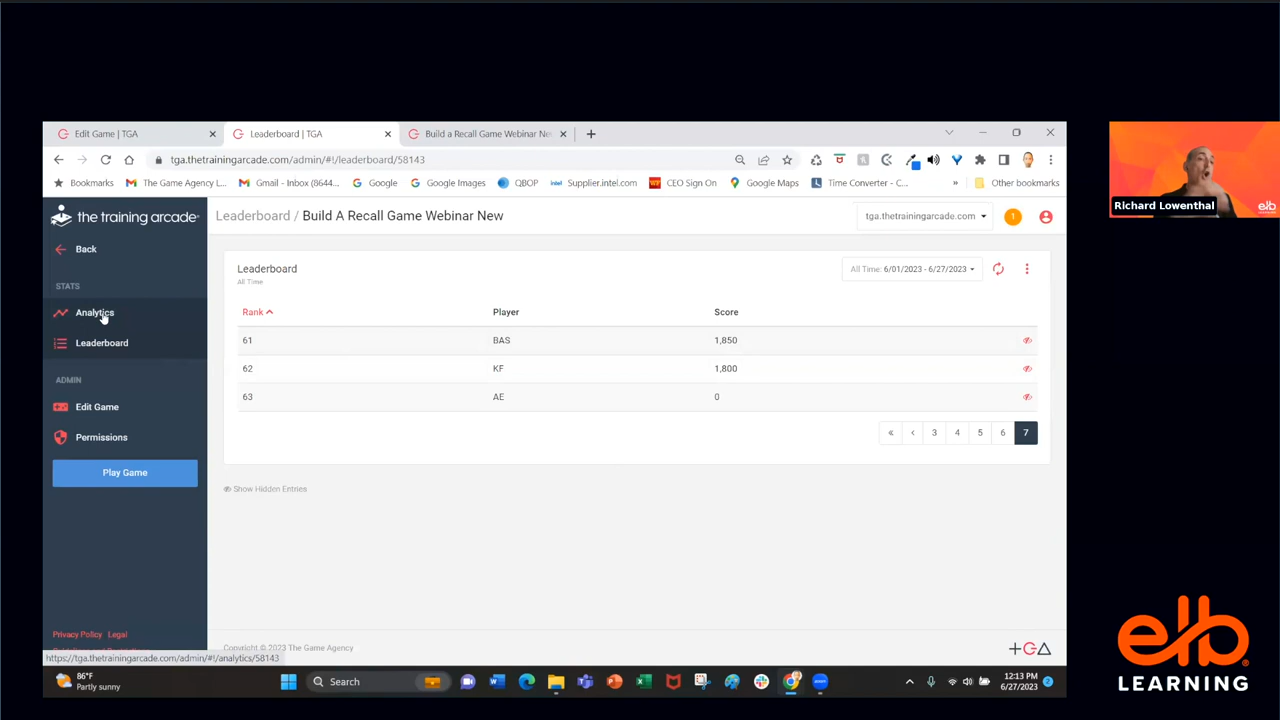 Edit Game | TGA
Leaderboard | TGA
Build a Recall Game Webinar Ne
tga.thetrainingarcade.com/admin/#!/leaderboard/58143
Bookmarks
The Game Agency L...
Gmail - Inbox (8644...
Google
Google Images
QBOP
Supplier.intel.com
CEO Sign On
Google Maps
Time Converter - C...
»
Other bookmarks
the training arcade
Leaderboard / Build A Recall Game Webinar New
tga.thetrainingarcade.com
1
Back
STATS
Analytics
Leaderboard
ADMIN
Edit Game
Permissions
Play Game
Leaderboard
All Time
All Time: 6/01/2023 - 6/27/2023
Rank Player Score
61 BAS 1,850
62 KF 1,800
63 AE 0
« ‹ 3 4 5 6 7
Show Hidden Entries
Privacy Policy Legal
Copyright © 2023 The Game Agency
https://tga.thetrainingarcade.com/admin/#!/analytics/58143
86°F
Partly sunny
Search
12:13 PM
6/27/2023
2
Richard Lowenthal
elb
elb
LEARNING